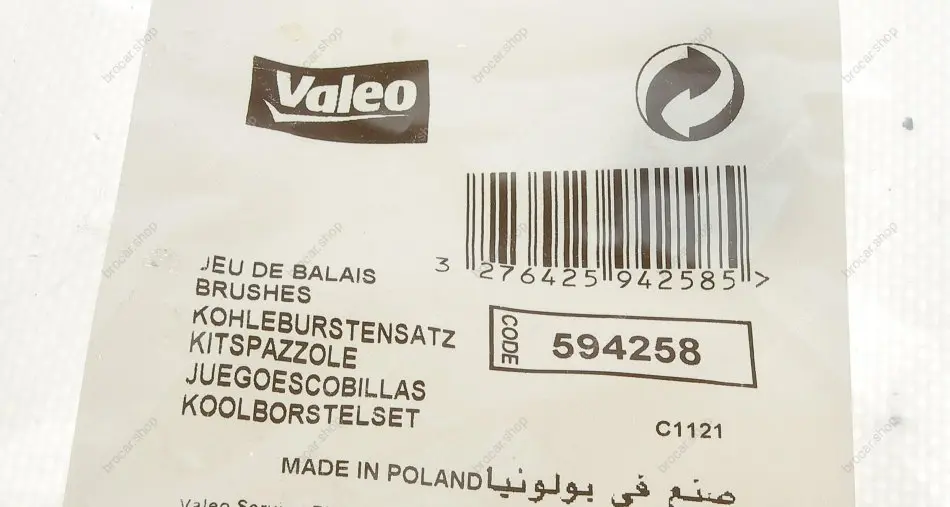 Valeo
3 276425 942585 >
JEU DE BALAIS
BRUSHES
KOHLEBURSTENSATZ
KITSPAZZOLE
JUEGOESCOBILLAS
KOOLBORSTELSET
CODE 594258
C1121
MADE IN POLAND صنع في بولونيا
Valeo
brocar.shop